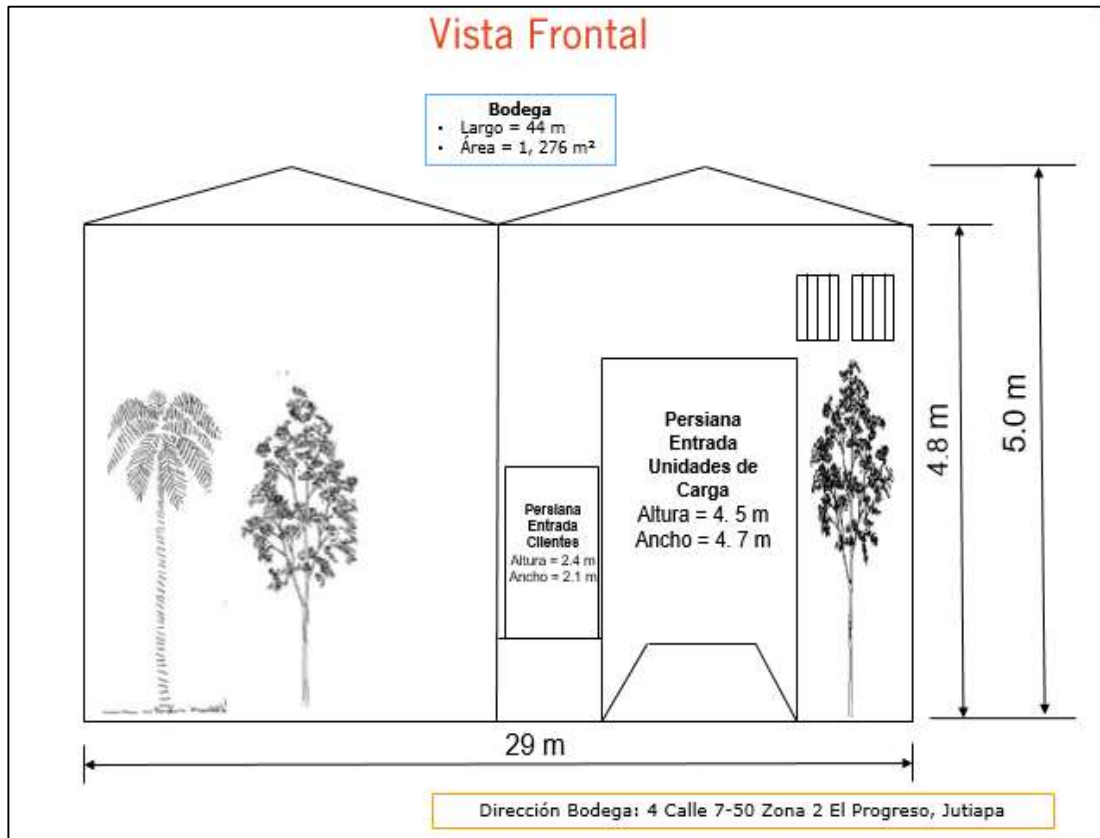 Vista Frontal
Bodega
• Largo = 44 m
• Área = 1, 276 m²
4.8 m
5.0 m
Persiana
Entrada
Unidades de
Carga
Altura = 4. 5 m
Ancho = 4. 7 m
Persiana
Entrada
Clientes
Altura = 2.4 m
Ancho = 2.1 m
29 m
Dirección Bodega: 4 Calle 7-50 Zona 2 El Progreso, Jutiapa